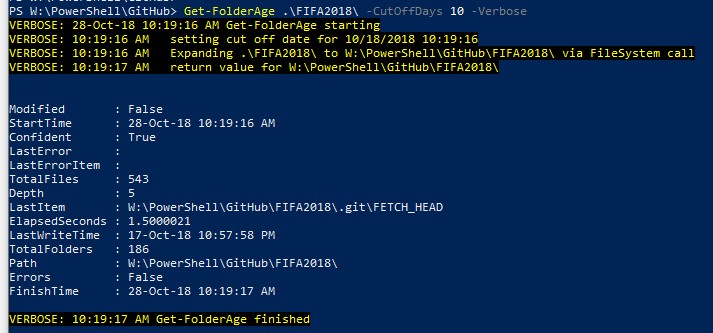 PS W:\PowerShell\GitHub> Get-FolderAge .\FIFA2018\ -CutOffDays 10 -Verbose
VERBOSE: 28-Oct-18 10:19:16 AM Get-FolderAge starting
VERBOSE: 10:19:16 AM   setting cut off date for 10/18/2018 10:19:16
VERBOSE: 10:19:16 AM   Expanding .\FIFA2018\ to W:\PowerShell\GitHub\FIFA2018\ via FileSystem call
VERBOSE: 10:19:17 AM   return value for W:\PowerShell\GitHub\FIFA2018\
Modified       : False
StartTime      : 28-Oct-18 10:19:16 AM
Confident      : True
LastError      :
LastErrorItem  :
TotalFiles     : 543
Depth          : 5
LastItem       : W:\PowerShell\GitHub\FIFA2018\.git\FETCH_HEAD
ElapsedSeconds : 1.5000021
LastWriteTime  : 17-Oct-18 10:57:58 PM
TotalFolders   : 186
Path           : W:\PowerShell\GitHub\FIFA2018\
Errors         : False
FinishTime     : 28-Oct-18 10:19:17 AM
VERBOSE: 10:19:17 AM Get-FolderAge finished